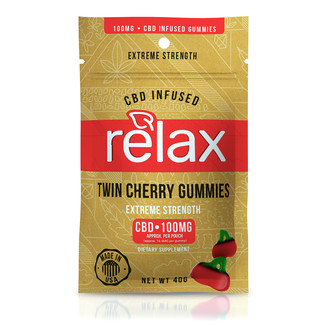 100MG • CBD INFUSED GUMMIES
EXTREME STRENGTH
CBD INFUSED
relax
TWIN CHERRY GUMMIES
EXTREME STRENGTH
CBD•100MG
APPROX. PER POUCH
DIETARY SUPPLEMENT
MADE IN
USA
NET WT 40G